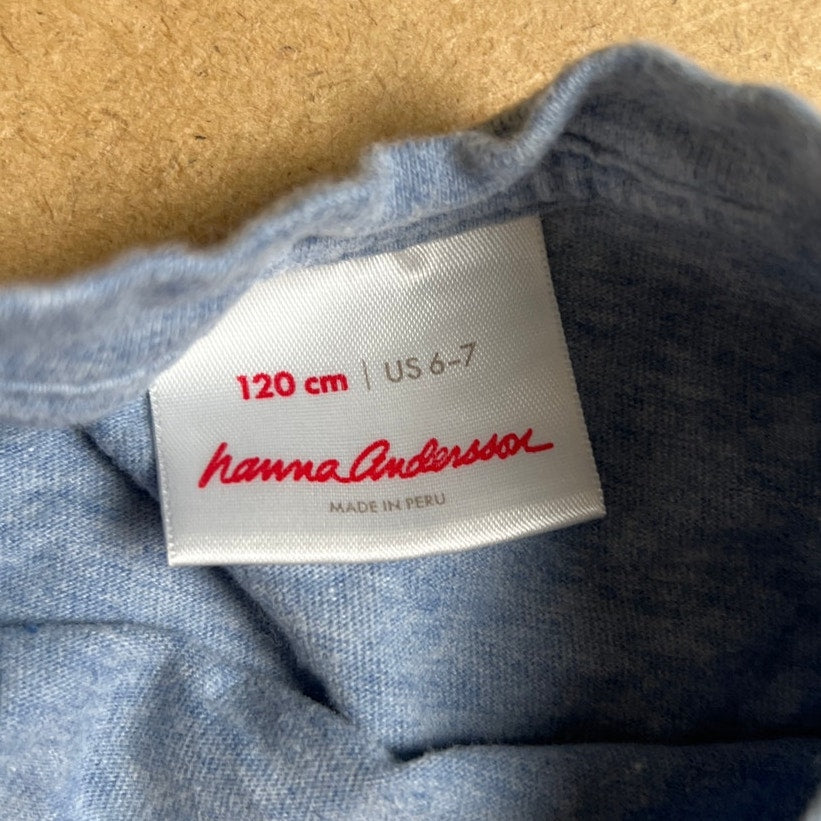 120 cm | US 6-7
hanna Andersson
MADE IN PERU